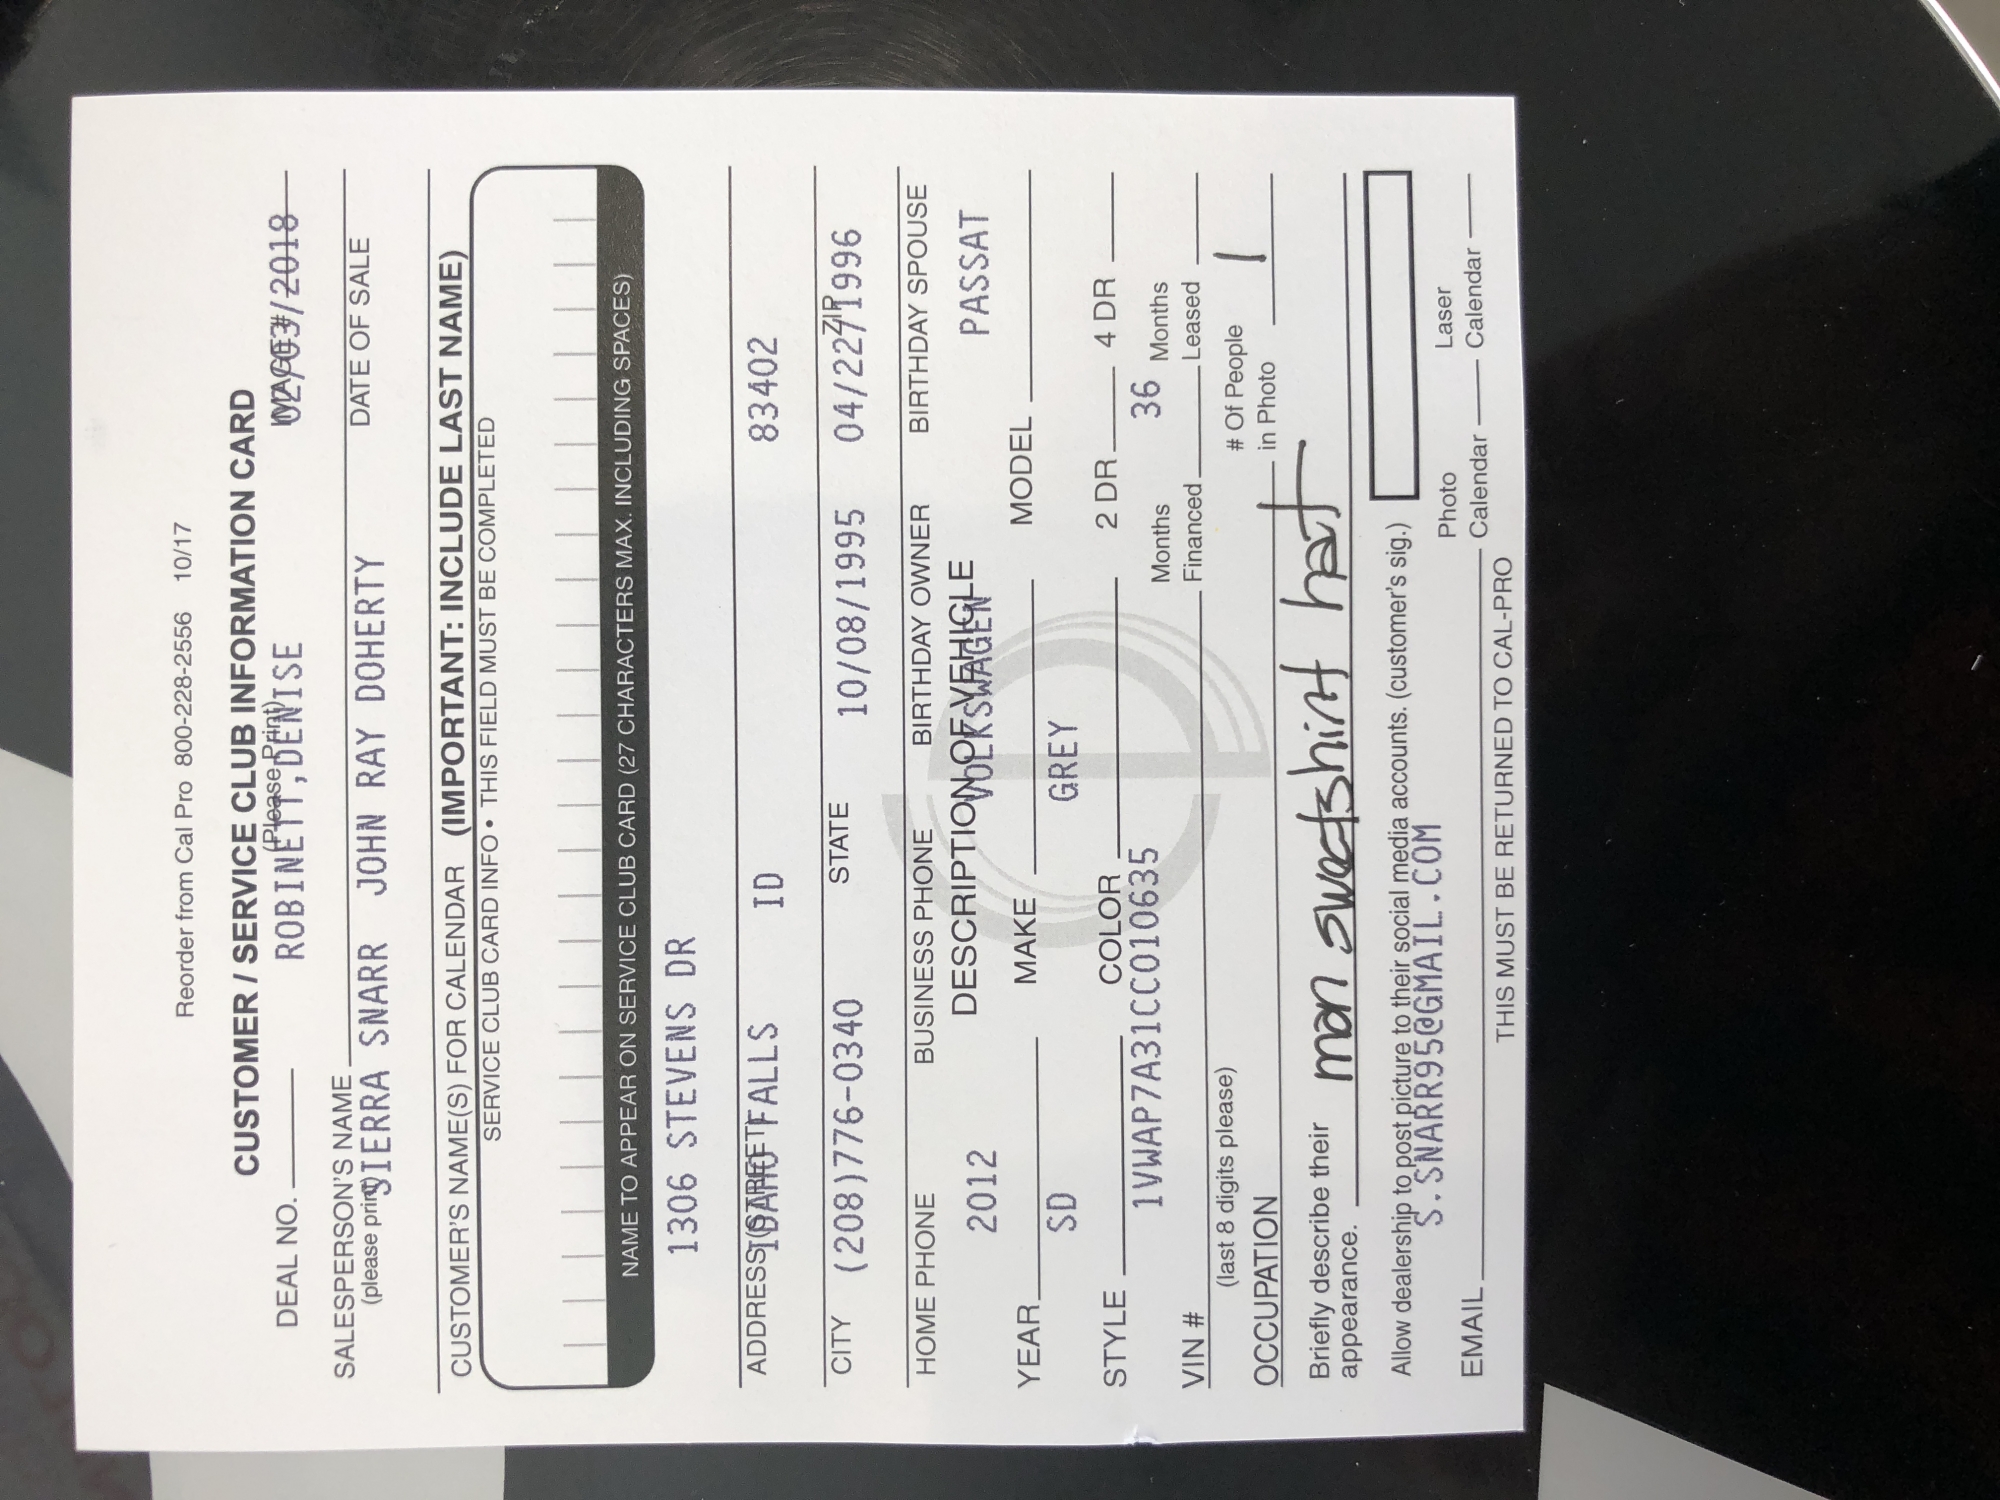 Reorder from Cal Pro 800-228-2556 10/17
CUSTOMER / SERVICE CLUB INFORMATION CARD
(Please Print)
DEAL NO. ROBINETT,DENISE 02/03/2018
SALESPERSON'S NAME DATE OF SALE
(please print) SIERRA SNARR JOHN RAY DOHERTY
CUSTOMER'S NAME(S) FOR CALENDAR (IMPORTANT: INCLUDE LAST NAME)
SERVICE CLUB CARD INFO • THIS FIELD MUST BE COMPLETED
NAME TO APPEAR ON SERVICE CLUB CARD (27 CHARACTERS MAX. INCLUDING SPACES)
1306 STEVENS DR
ADDRESS (STREET)
IDAHO FALLS ID 83402
CITY STATE ZIP
(208)776-0340 10/08/1995 04/22/1996
HOME PHONE BUSINESS PHONE BIRTHDAY OWNER BIRTHDAY SPOUSE
DESCRIPTION OF VEHICLE
2012 VOLKSWAGEN PASSAT
YEAR MAKE MODEL
SD GREY
STYLE COLOR 2 DR 4 DR
1VWAP7A31CC010635 36
VIN # Months Financed Months Leased
(last 8 digits please)
OCCUPATION # Of People in Photo 1
Briefly describe their
appearance. man sweatshirt hat
Allow dealership to post picture to their social media accounts. (customer's sig.)
S.SNARR95@GMAIL.COM
EMAIL Photo Calendar Laser Calendar
THIS MUST BE RETURNED TO CAL-PRO